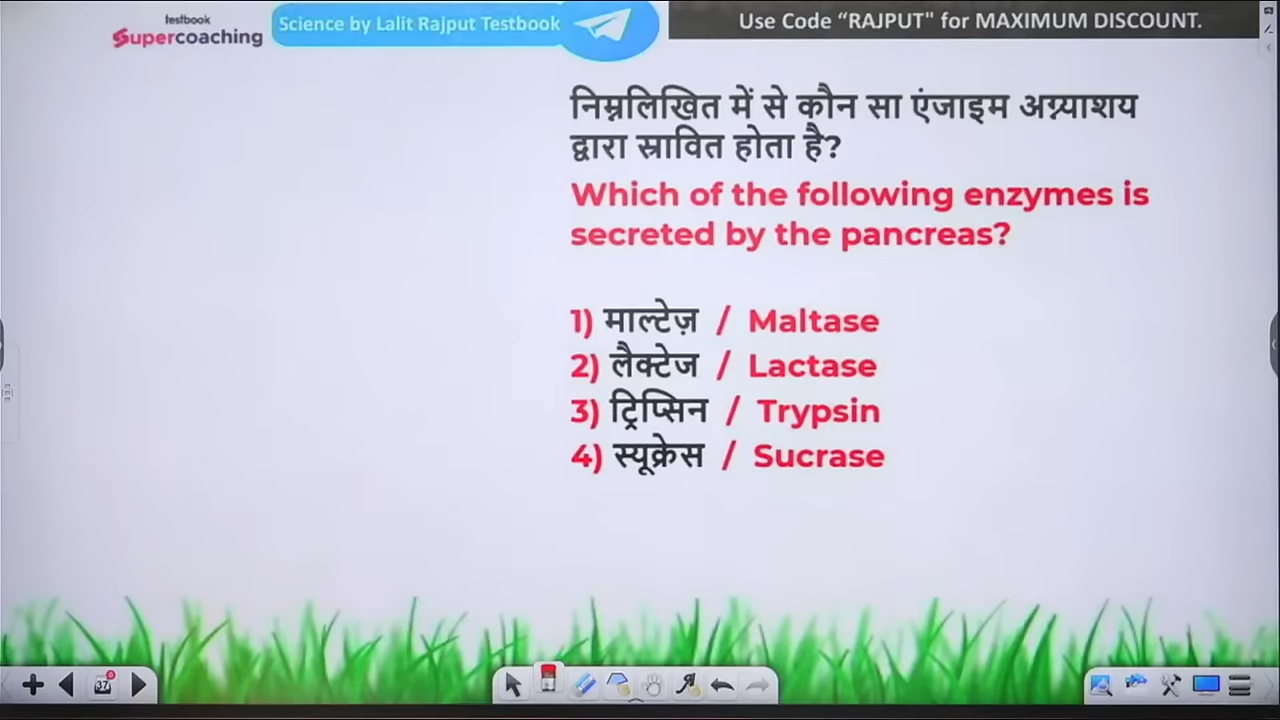 testbook
Supercoaching
Science by Lalit Rajput Testbook
Use Code “RAJPUT" for MAXIMUM DISCOUNT.
निम्नलिखित में से कौन सा एंजाइम अग्न्याशय
द्वारा स्रावित होता है?
Which of the following enzymes is
secreted by the pancreas?
1) माल्टेज़ / Maltase
2) लैक्टेज / Lactase
3) ट्रिप्सिन / Trypsin
4) स्यूक्रेस / Sucrase
37